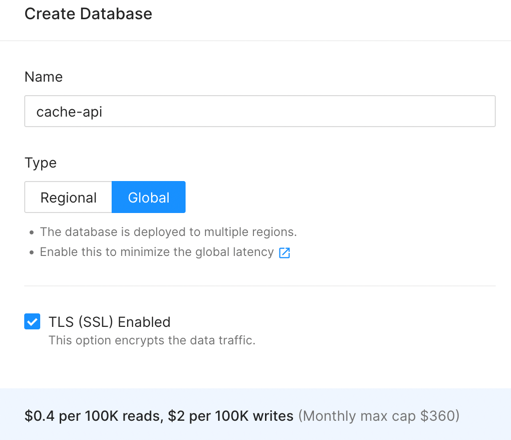 Create Database
Name
cache-api
Type
Regional Global
• The database is deployed to multiple regions.
• Enable this to minimize the global latency
TLS (SSL) Enabled
This option encrypts the data traffic.
$0.4 per 100K reads, $2 per 100K writes (Monthly max cap $360)